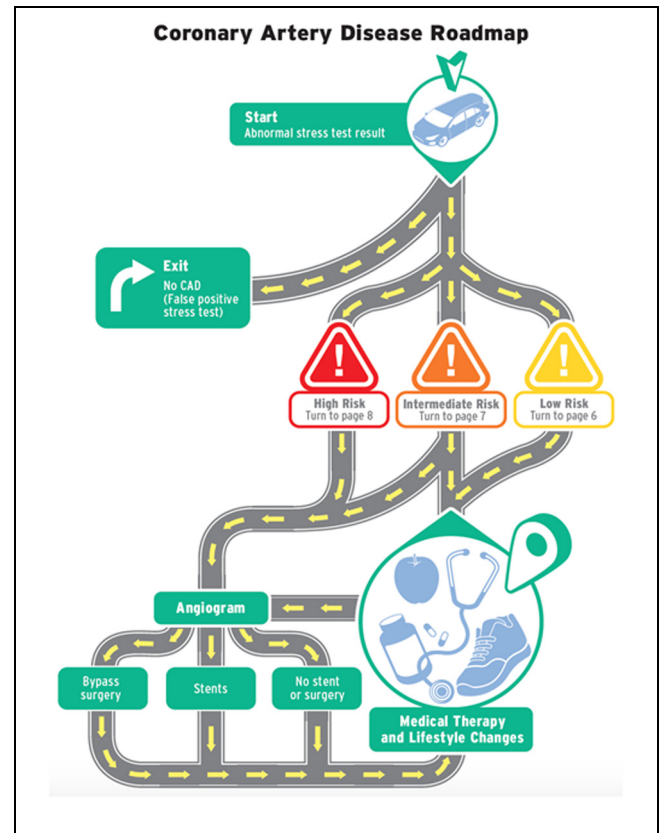 Coronary Artery Disease Roadmap
Start
Abnormal stress test result
Exit
No CAD
(False positive
stress test)
!
!
!
High Risk
Turn to page 8
Intermediate Risk
Turn to page 7
Low Risk
Turn to page 6
Angiogram
Bypass
surgery
Stents
No stent
or surgery
Medical Therapy
and Lifestyle Changes